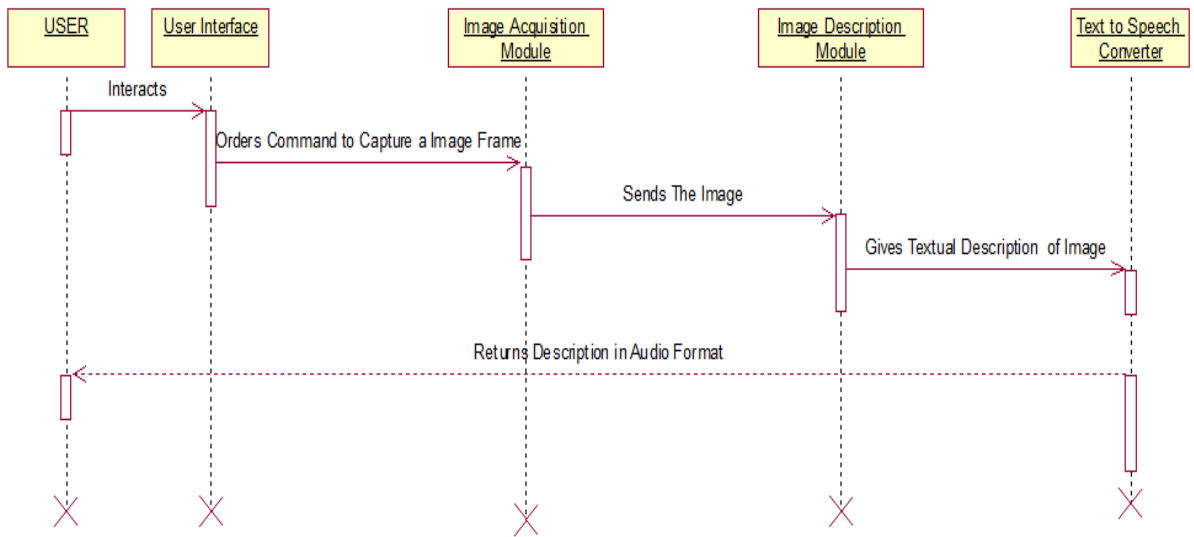 USER
User Interface
Image Acquisition
Module
Image Description
Module
Text to Speech
Converter
Interacts
Orders Command to Capture a Image Frame
Sends The Image
Gives Textual Description of Image
Returns Description in Audio Format